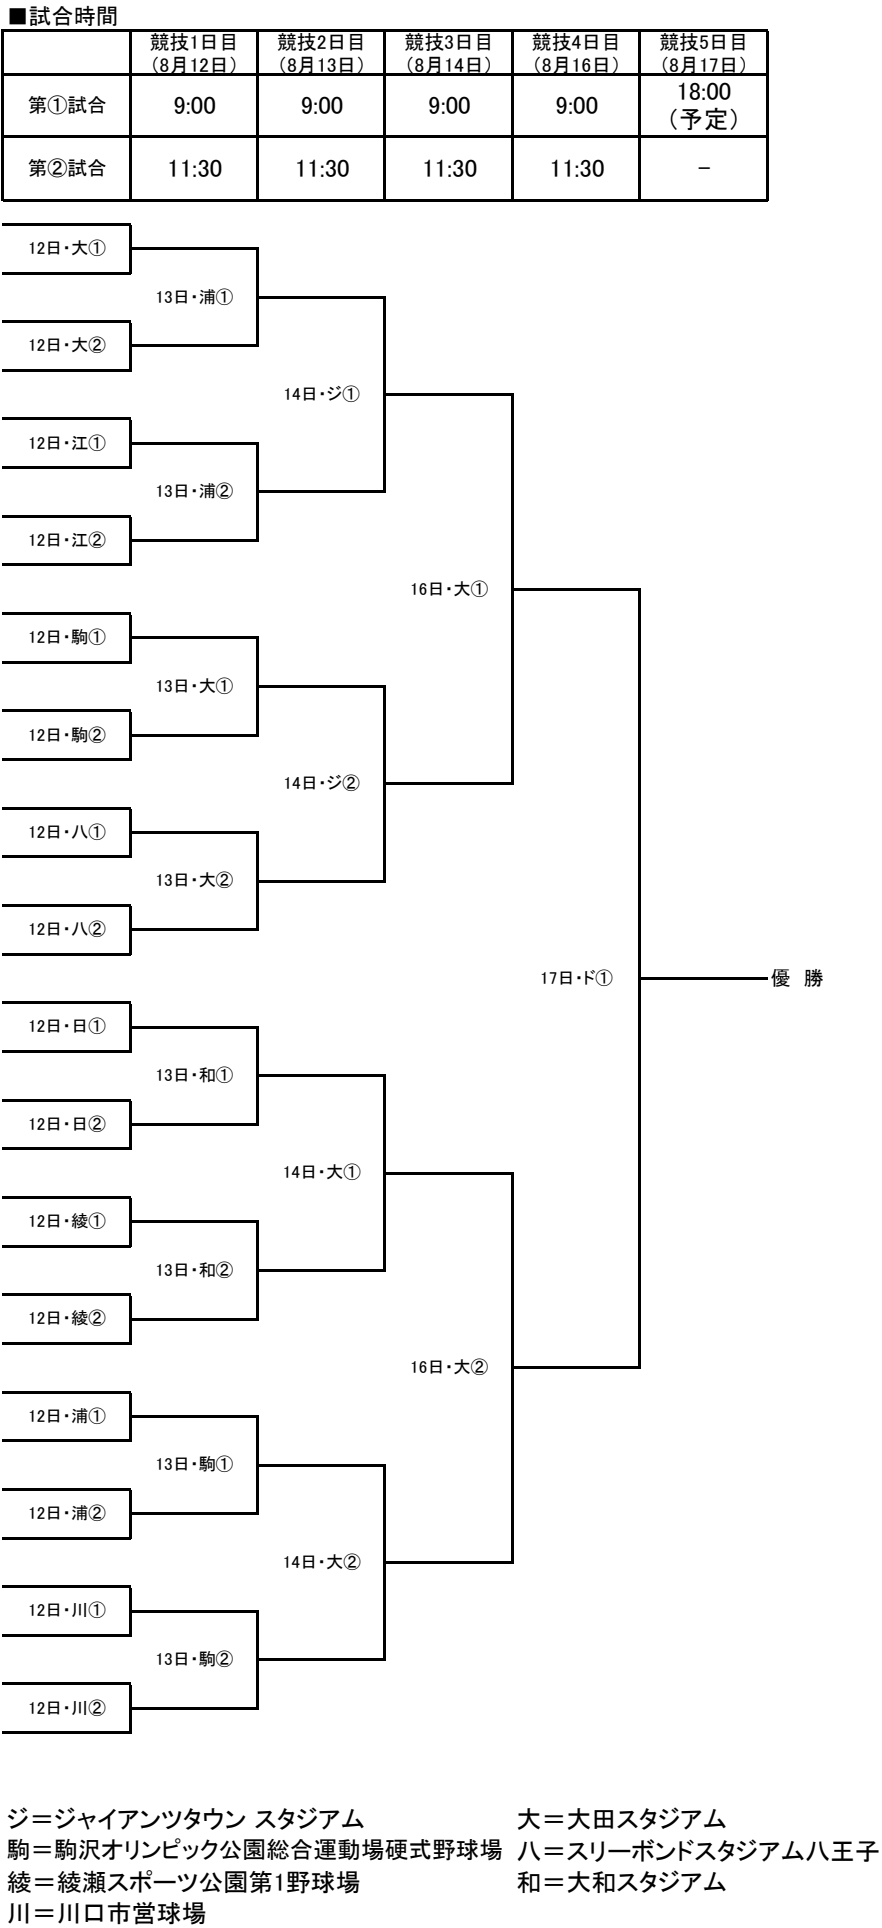 ■試合時間
競技1日目 競技2日目 競技3日目 競技4日目 競技5日目
（8月12日） （8月13日） （8月14日） （8月16日） （8月17日）
第①試合 9:00 9:00 9:00 9:00 18:00（予定）
第②試合 11:30 11:30 11:30 11:30 －
12日・大①
13日・浦①
12日・大②
14日・ジ①
12日・江①
13日・浦②
12日・江②
16日・大①
12日・駒①
13日・大①
12日・駒②
14日・ジ②
12日・八①
13日・大②
12日・八②
17日・ド① 優　勝
12日・日①
13日・和①
12日・日②
14日・大①
12日・綾①
13日・和②
12日・綾②
16日・大②
12日・浦①
13日・駒①
12日・浦②
14日・大②
12日・川①
13日・駒②
12日・川②
ジ＝ジャイアンツタウン スタジアム 大＝大田スタジアム
駒＝駒沢オリンピック公園総合運動場硬式野球場 八＝スリーボンドスタジアム八王子
綾＝綾瀬スポーツ公園第1野球場 和＝大和スタジアム
川＝川口市営球場